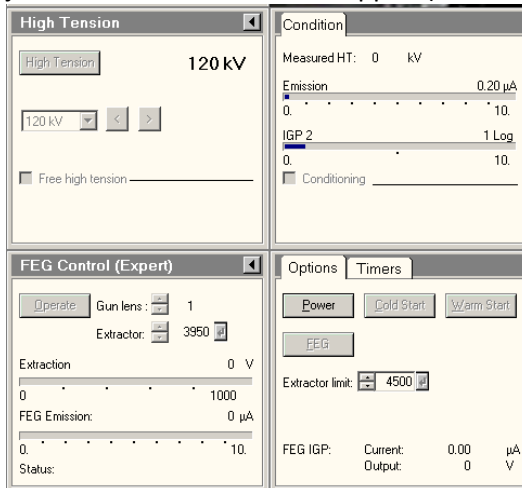 High Tension
High Tension
120 kV
120 kV
<
>
Free high tension
Condition
Measured HT: 0 kV
Emission 0.20 µA
0. 10.
IGP 2 1 Log
0. 10.
Conditioning
FEG Control (Expert)
Operate
Gun lens : 1
Extractor: 3950
Extraction 0 V
0 1000
FEG Emission: 0 µA
0. 10.
Status:
Options
Timers
Power
Cold Start
Warm Start
FEG
Extractor limit: 4500
FEG IGP: Current: 0.00 µA
Output: 0 V